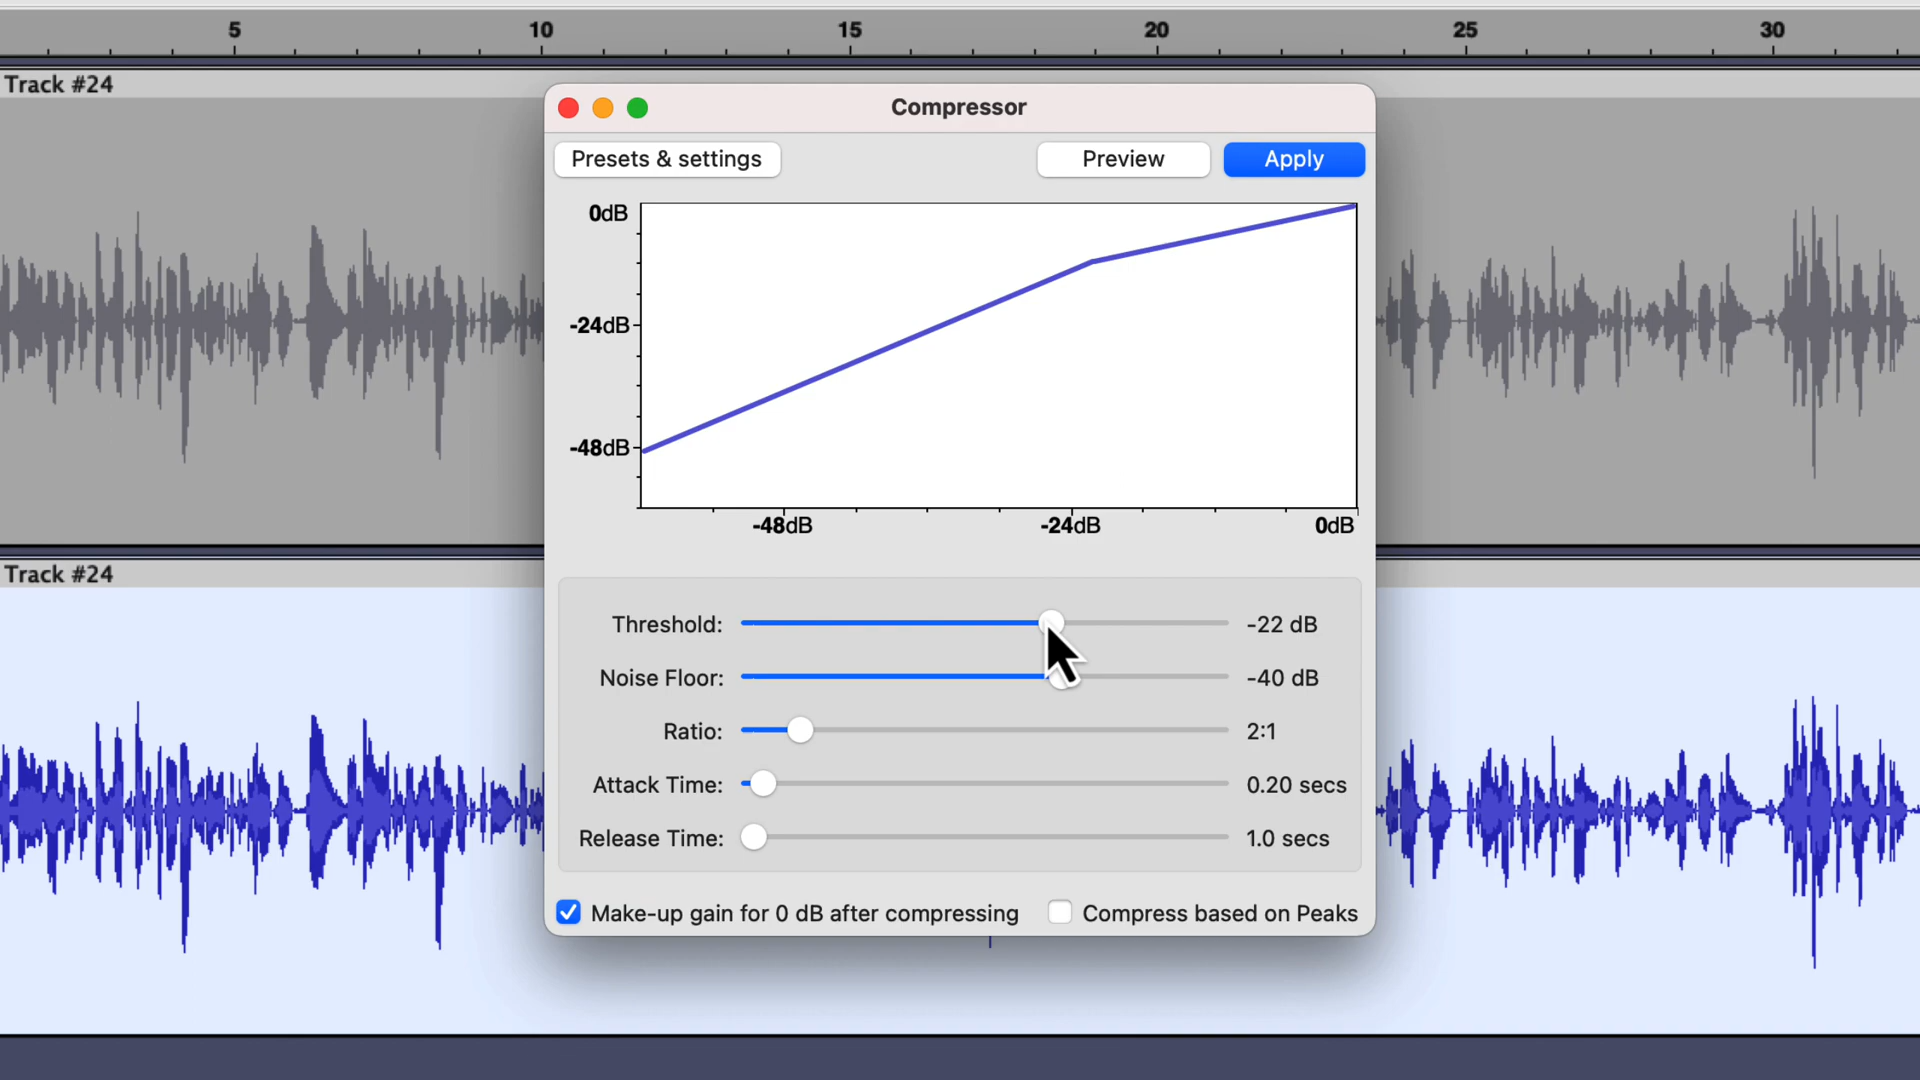 5 10 15 20 25 30
Track #24
Compressor
Presets & settings Preview Apply
0dB
-24dB
-48dB
-48dB -24dB 0dB
Track #24
Threshold: -22 dB
Noise Floor: -40 dB
Ratio: 2:1
Attack Time: 0.20 secs
Release Time: 1.0 secs
Make-up gain for 0 dB after compressing Compress based on Peaks